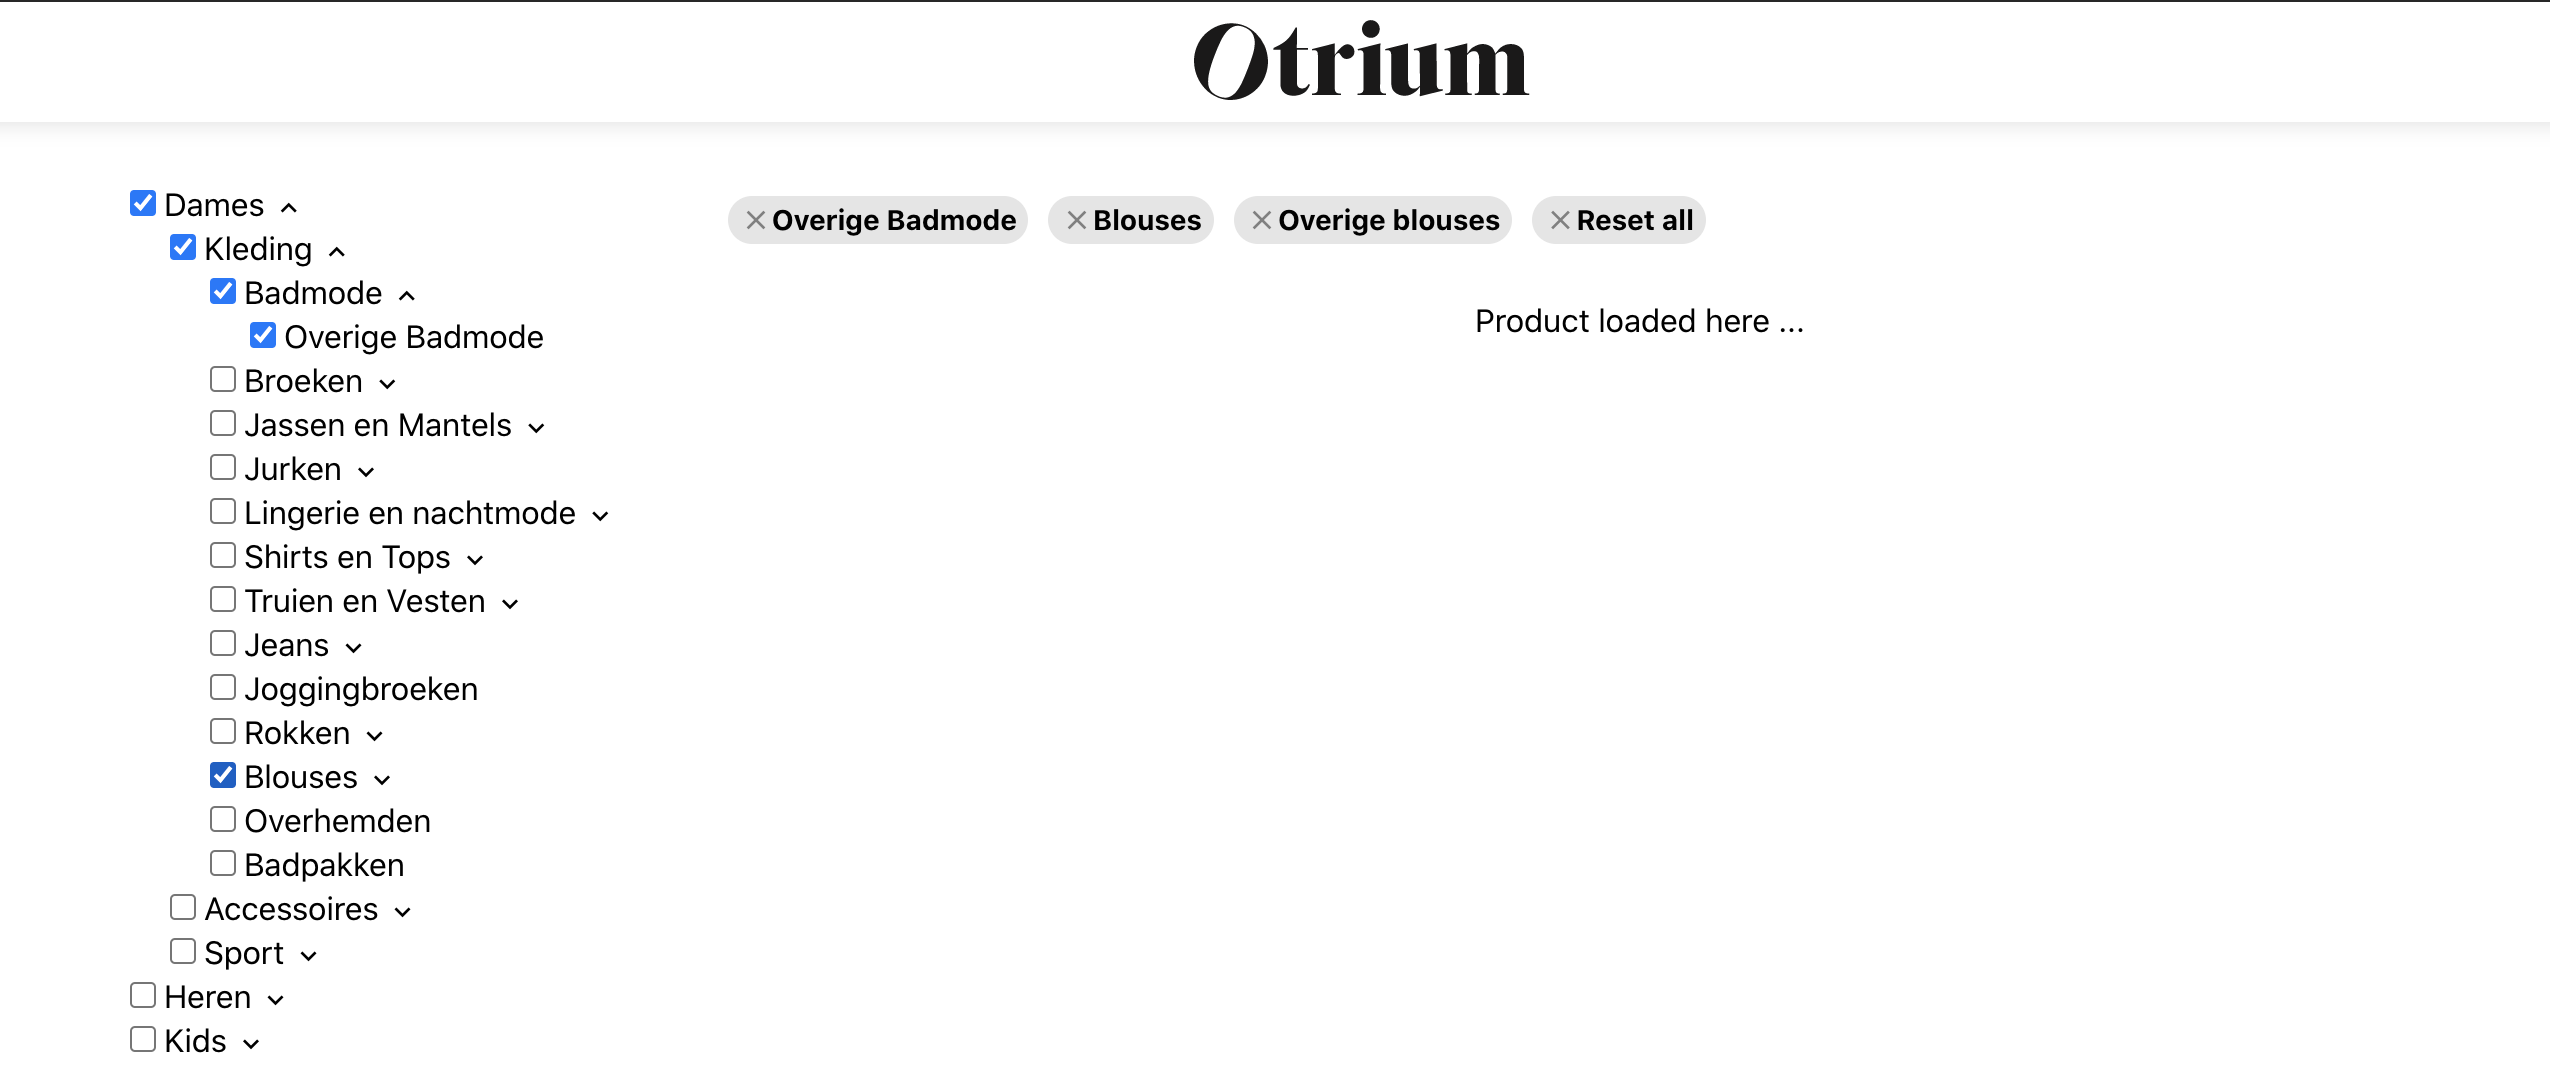 Otrium
Dames
Kleding
Badmode
Overige Badmode
Broeken
Jassen en Mantels
Jurken
Lingerie en nachtmode
Shirts en Tops
Truien en Vesten
Jeans
Joggingbroeken
Rokken
Blouses
Overhemden
Badpakken
Accessoires
Sport
Heren
Kids
Overige Badmode Blouses Overige blouses Reset all
Product loaded here ...